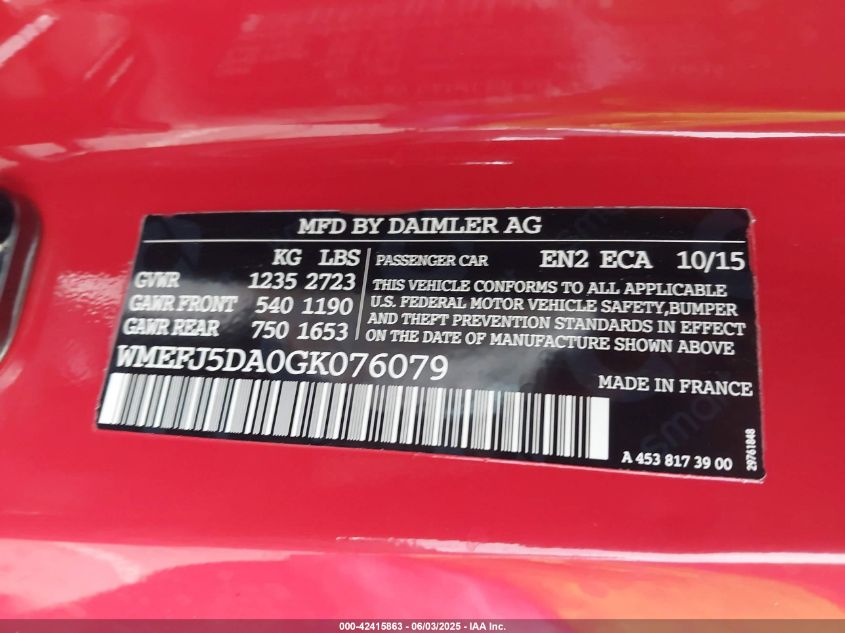 MFD BY DAIMLER AG
KG LBS
GVWR 1235 2723
GAWR FRONT 540 1190
GAWR REAR 750 1653
PASSENGER CAR EN2 ECA 10/15
THIS VEHICLE CONFORMS TO ALL APPLICABLE
U.S. FEDERAL MOTOR VEHICLE SAFETY,BUMPER
AND THEFT PREVENTION STANDARDS IN EFFECT
ON THE DATE OF MANUFACTURE SHOWN ABOVE.
WMEFJ5DA0GK076079
MADE IN FRANCE
A 453 817 39 00
29761848
smart
000-42415863 - 06/03/2025 - IAA Inc.